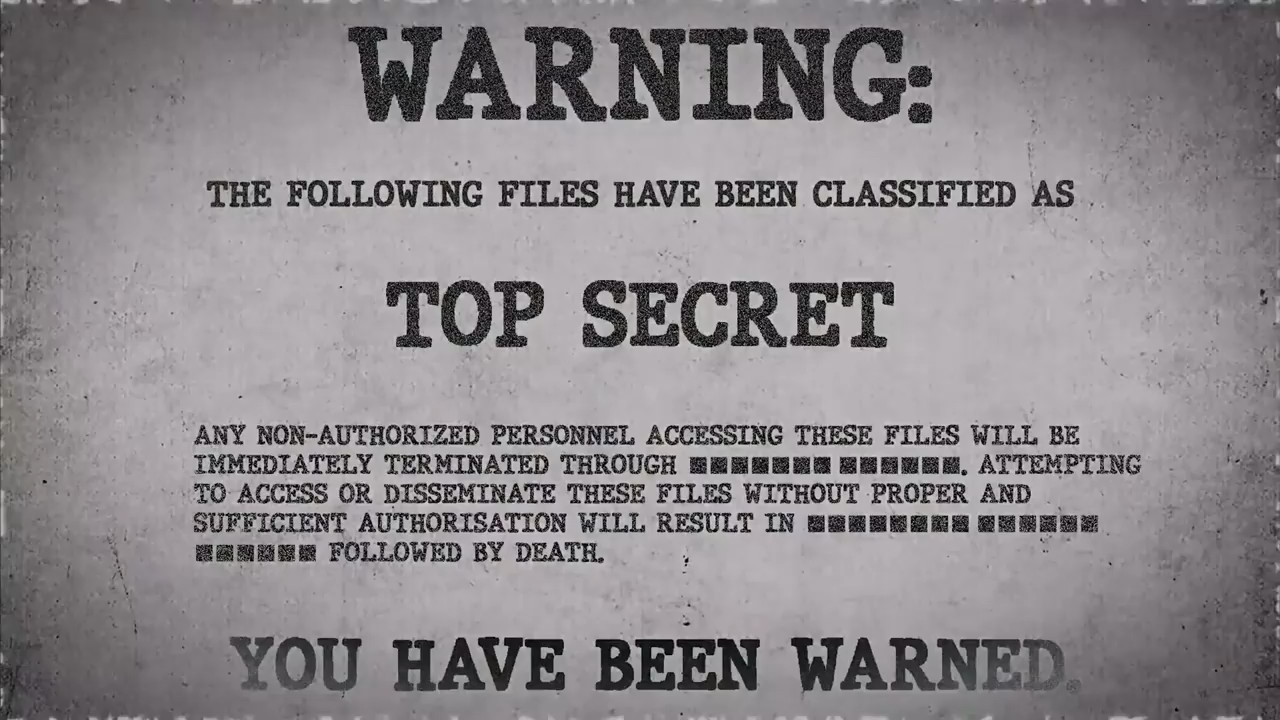 WARNING:
THE FOLLOWING FILES HAVE BEEN CLASSIFIED AS
TOP SECRET
ANY NON-AUTHORIZED PERSONNEL ACCESSING THESE FILES WILL BE
IMMEDIATELY TERMINATED THROUGH ■■■■■■■ ■■■■■■. ATTEMPTING
TO ACCESS OR DISSEMINATE THESE FILES WITHOUT PROPER AND
SUFFICIENT AUTHORISATION WILL RESULT IN ■■■■■■■■ ■■■■■■
■■■■■■ FOLLOWED BY DEATH.
YOU HAVE BEEN WARNED.